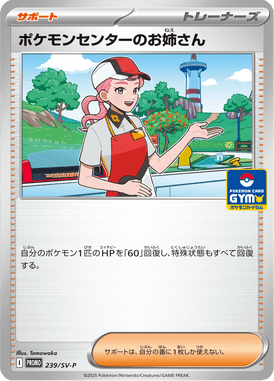 サポート トレーナーズ
ポケモンセンターのお姉さん
POKÉMON CARD
GYM
ポケモンカードジム
自分のポケモン1匹のHPを「60」回復し、特殊状態もすべて回復
する。
Illus. Tomowaka
I PROMO 239/SV-P
サポートは、自分の番に1枚しか使えない。
©2025 Pokémon/Nintendo/Creatures/GAME FREAK.